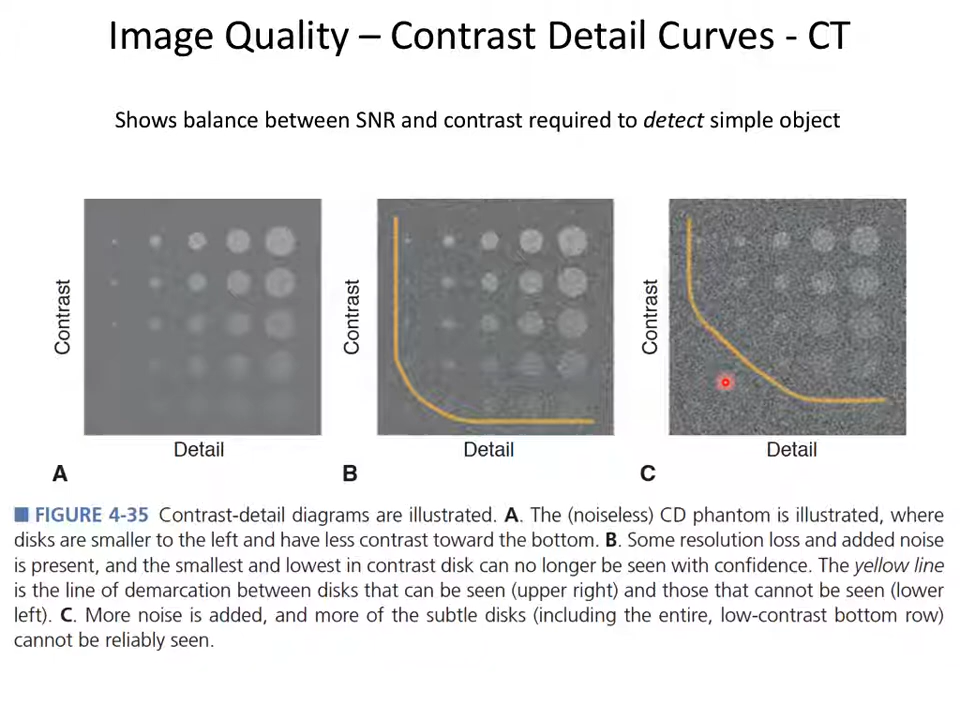 Image Quality – Contrast Detail Curves - CT
Shows balance between SNR and contrast required to detect simple object
Contrast
Detail
A
Contrast
Detail
B
Contrast
Detail
C
FIGURE 4-35 Contrast-detail diagrams are illustrated. A. The (noiseless) CD phantom is illustrated, where
disks are smaller to the left and have less contrast toward the bottom. B. Some resolution loss and added noise
is present, and the smallest and lowest in contrast disk can no longer be seen with confidence. The yellow line
is the line of demarcation between disks that can be seen (upper right) and those that cannot be seen (lower
left). C. More noise is added, and more of the subtle disks (including the entire, low-contrast bottom row)
cannot be reliably seen.